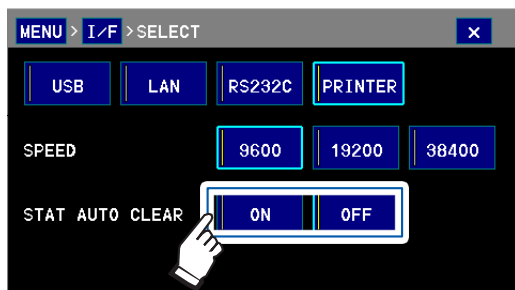 MENU > I/F > SELECT x
USB LAN RS232C PRINTER
SPEED 9600 19200 38400
STAT AUTO CLEAR ON OFF